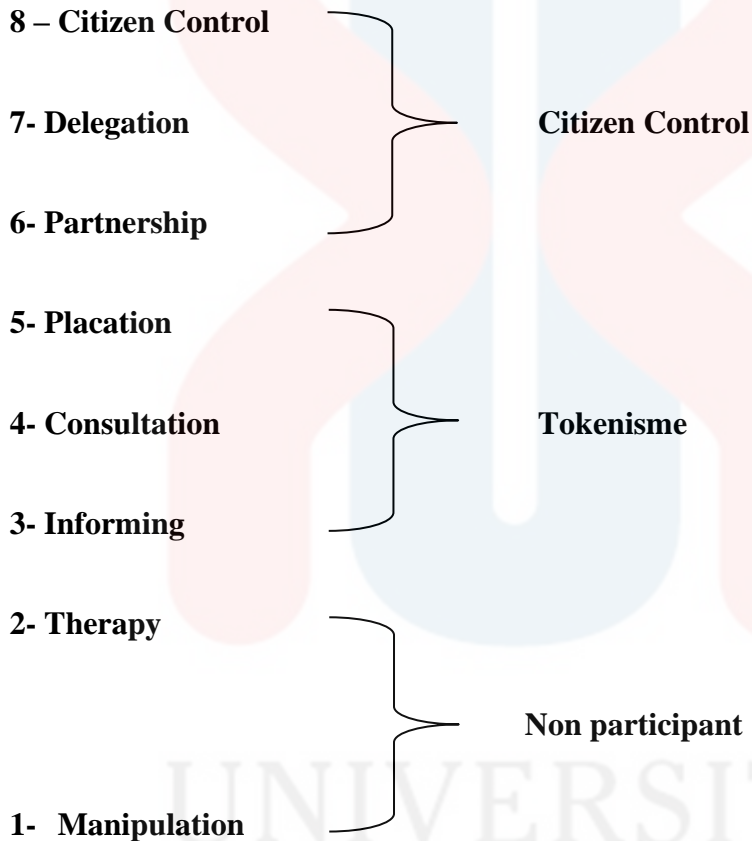 8 – Citizen Control
7- Delegation Citizen Control
6- Partnership
5- Placation
4- Consultation Tokenisme
3- Informing
2- Therapy
Non participant
1- Manipulation